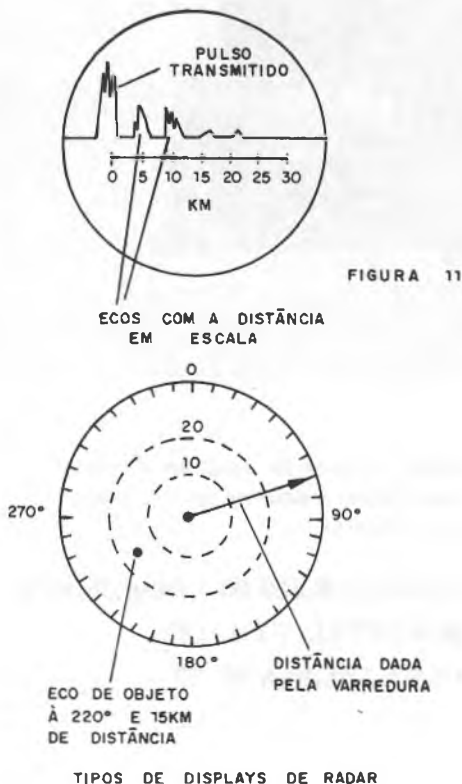 PULSO
TRANSMITIDO
0 5 10 15 20 25 30
KM
FIGURA 11
ECOS COM A DISTÂNCIA
EM ESCALA
0
20
10
270°
90°
180°
DISTÂNCIA DADA
PELA VARREDURA
ECO DE OBJETO
À 220° E 15KM
DE DISTÂNCIA
TIPOS DE DISPLAYS DE RADAR